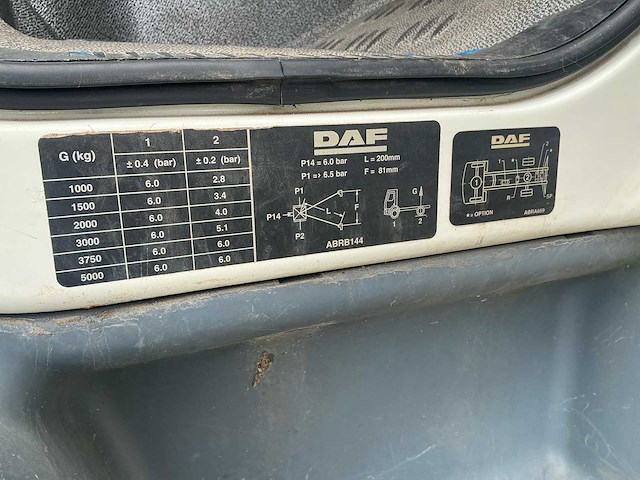 G (kg) 1 2
± 0.4 (bar) ± 0.2 (bar)
1000 6.0 2.8
1500 6.0 3.4
2000 6.0 4.0
3000 6.0 5.1
3750 6.0 6.0
5000 6.0 6.0
DAF
P14 = 6.0 bar L = 200mm
P1 => 6.5 bar F = 81mm
P1
P14
L
F
P2
G
1 2
ABRB144
DAF
2
R
SP
= OPTION ABRA669